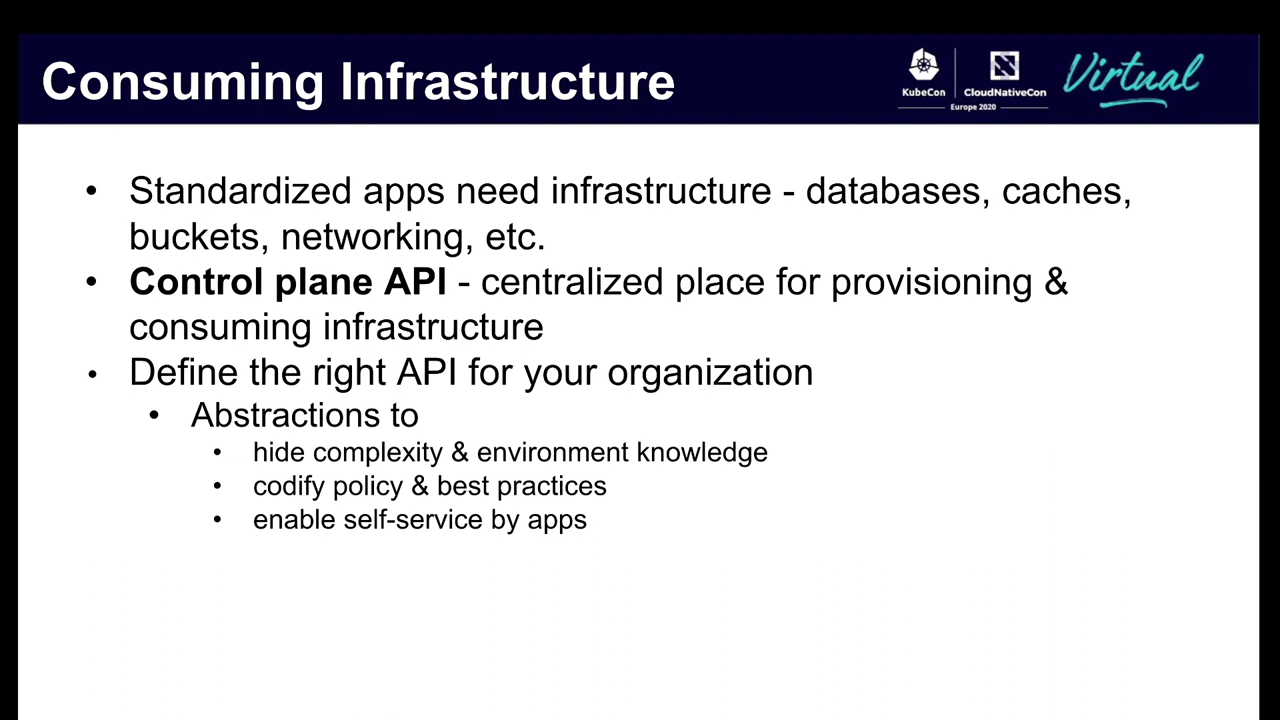 Consuming Infrastructure
KubeCon
CloudNativeCon
Europe 2020
Virtual
• Standardized apps need infrastructure - databases, caches,
buckets, networking, etc.
• Control plane API - centralized place for provisioning &
consuming infrastructure
• Define the right API for your organization
• Abstractions to
• hide complexity & environment knowledge
• codify policy & best practices
• enable self-service by apps